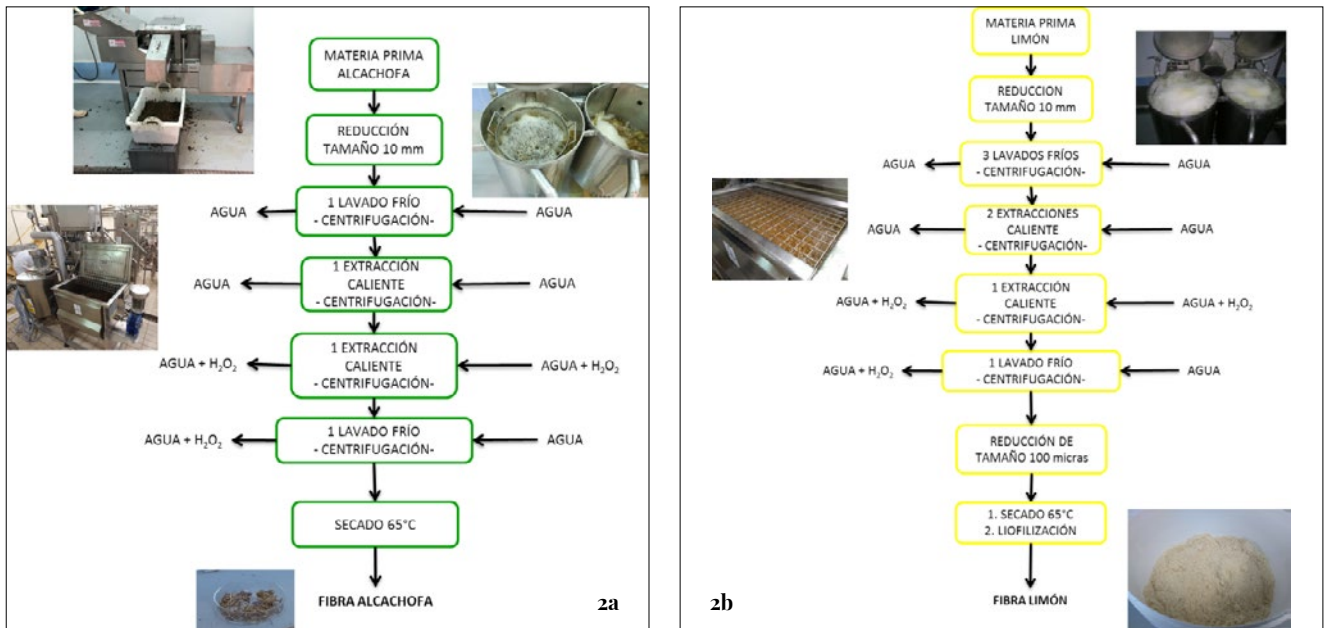 MATERIA PRIMA
ALCACHOFA
REDUCCIÓN
TAMAÑO 10 mm
AGUA
1 LAVADO FRÍO
- CENTRIFUGACIÓN-
AGUA
AGUA
1 EXTRACCIÓN
CALIENTE
- CENTRIFUGACIÓN-
AGUA
AGUA + H₂O₂
1 EXTRACCIÓN
CALIENTE
- CENTRIFUGACIÓN-
AGUA + H₂O₂
AGUA + H₂O₂
1 LAVADO FRÍO
- CENTRIFUGACIÓN-
AGUA
SECADO 65°C
FIBRA ALCACHOFA
2a
MATERIA PRIMA
LIMÓN
REDUCCION
TAMAÑO 10 mm
AGUA
3 LAVADOS FRÍOS
- CENTRIFUGACIÓN-
AGUA
AGUA
2 EXTRACCIONES
CALIENTE
- CENTRIFUGACIÓN-
AGUA
AGUA + H₂O₂
1 EXTRACCIÓN
CALIENTE
- CENTRIFUGACIÓN-
AGUA + H₂O₂
AGUA + H₂O₂
1 LAVADO FRÍO
- CENTRIFUGACIÓN-
AGUA
REDUCCIÓN DE
TAMAÑO 100 micras
1. SECADO 65°C
2. LIOFILIZACIÓN
FIBRA LIMÓN
2b